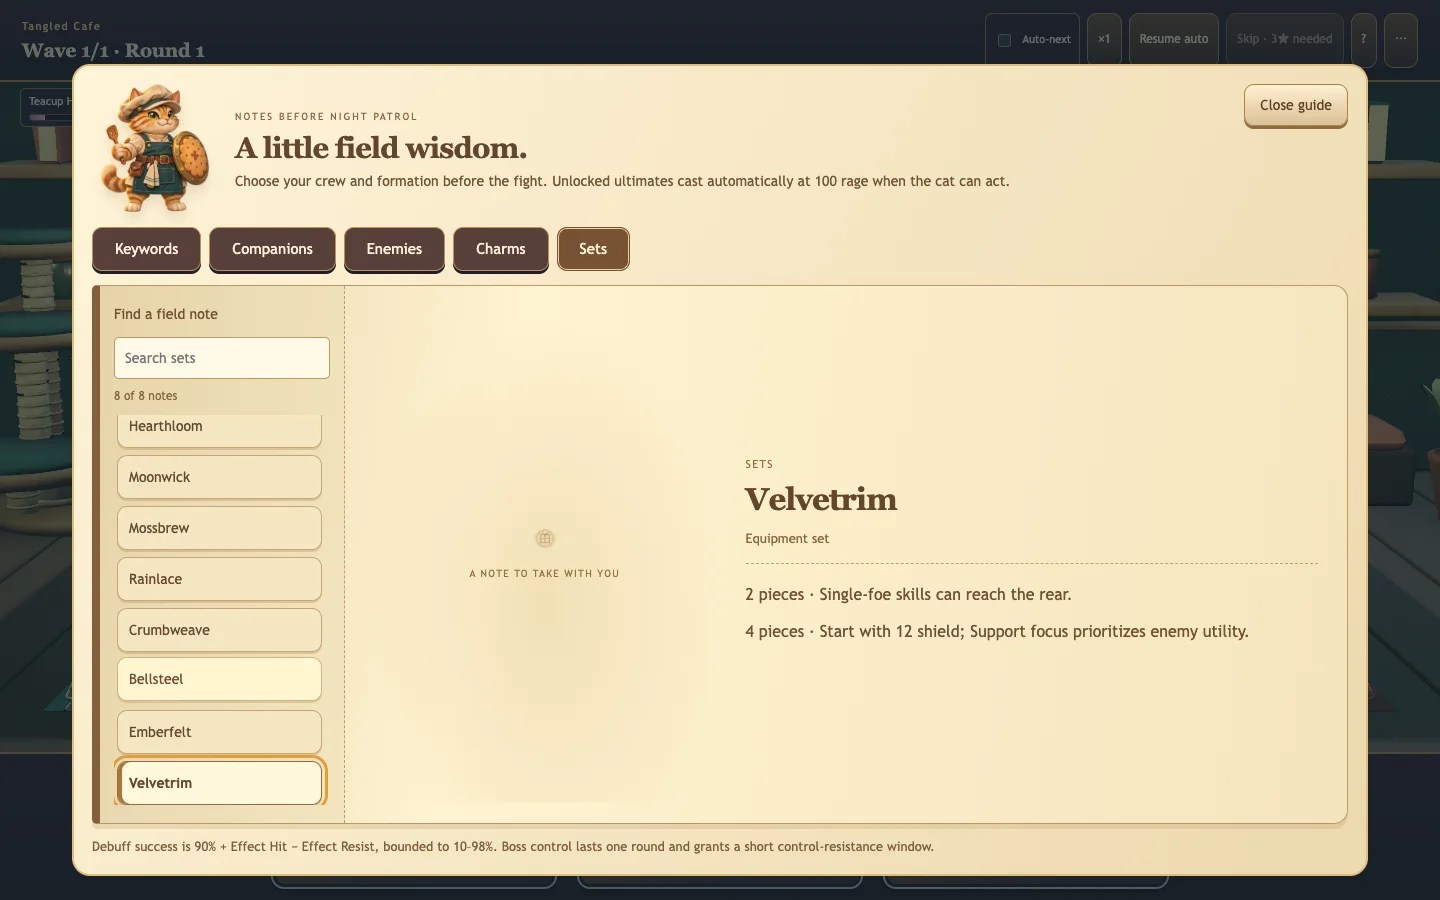 Tangled Cafe
Wave 1/1 · Round 1
Auto-next
×1
Resume auto
Skip · 3★ needed
?
···
Teacup H
NOTES BEFORE NIGHT PATROL
A little field wisdom.
Choose your crew and formation before the fight. Unlocked ultimates cast automatically at 100 rage when the cat can act.
Close guide
Keywords
Companions
Enemies
Charms
Sets
Find a field note
Search sets
8 of 8 notes
Hearthloom
Moonwick
Mossbrew
Rainlace
Crumbweave
Bellsteel
Emberfelt
Velvetrim
A NOTE TO TAKE WITH YOU
SETS
Velvetrim
Equipment set
2 pieces · Single-foe skills can reach the rear.
4 pieces · Start with 12 shield; Support focus prioritizes enemy utility.
Debuff success is 90% + Effect Hit − Effect Resist, bounded to 10–98%. Boss control lasts one round and grants a short control-resistance window.